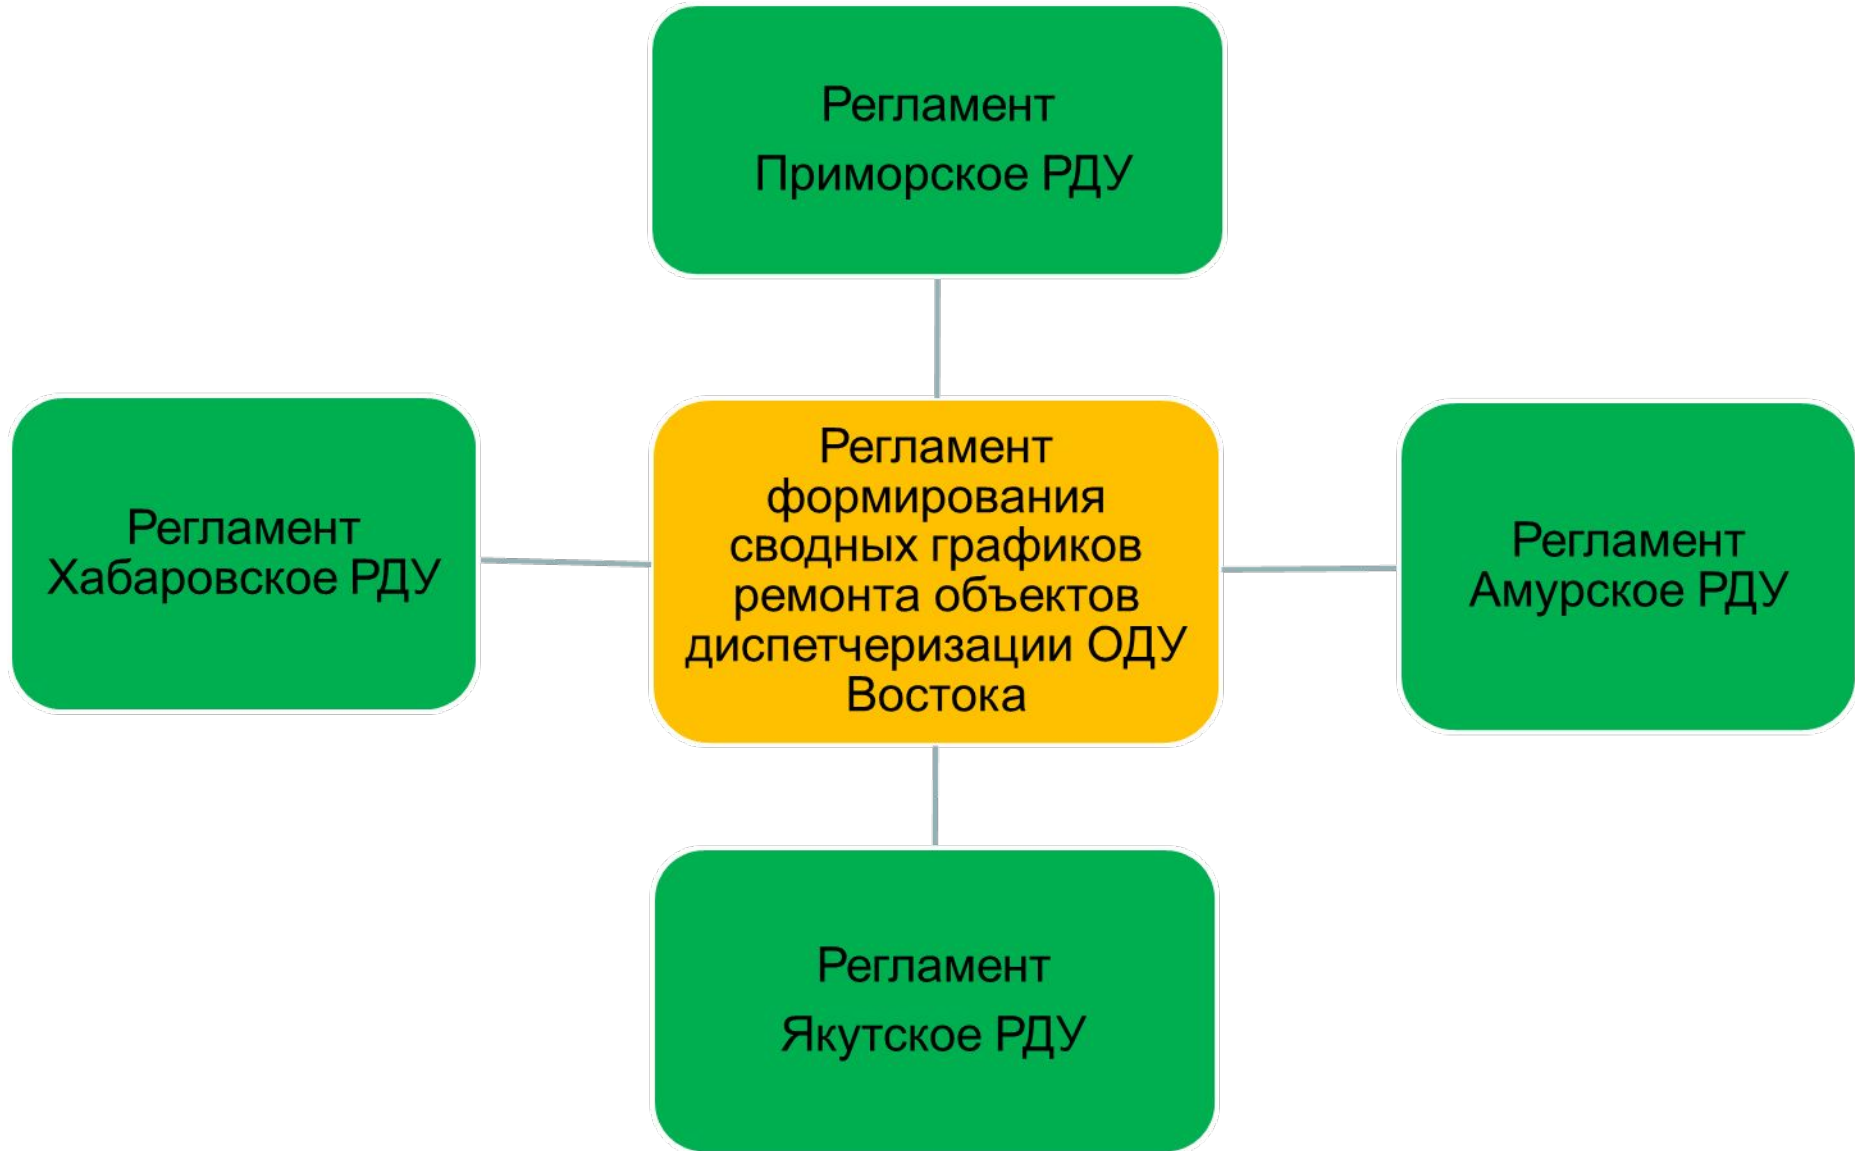 Регламент
Приморское РДУ
Регламент
Хабаровское РДУ
Регламент
формирования
сводных графиков
ремонта объектов
диспетчеризации ОДУ
Востока
Регламент
Амурское РДУ
Регламент
Якутское РДУ